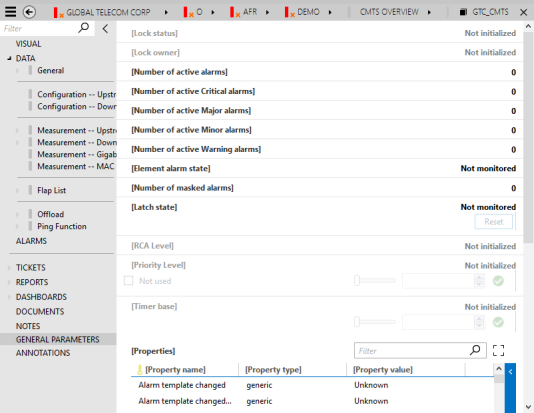 GLOBAL TELECOM CORP O AFR DEMO CMTS OVERVIEW GTC_CMTS
Filter
VISUAL
DATA
General
Configuration -- Upstre
Configuration -- Down
Measurement -- Upstre
Measurement -- Down
Measurement -- Gigab
Measurement -- MAC
Flap List
Offload
Ping Function
ALARMS
TICKETS
REPORTS
DASHBOARDS
DOCUMENTS
NOTES
GENERAL PARAMETERS
ANNOTATIONS
[Lock status] Not initialized
[Lock owner] Not initialized
[Number of active alarms] 0
[Number of active Critical alarms] 0
[Number of active Major alarms] 0
[Number of active Minor alarms] 0
[Number of active Warning alarms] 0
[Element alarm state] Not monitored
[Number of masked alarms] 0
[Latch state] Not monitored
Reset
[RCA Level] Not initialized
[Priority Level] Not initialized
Not used
[Timer base] Not initialized
[Properties] Filter
[Property name] [Property type] [Property value]
Alarm template changed generic Unknown
Alarm template changed... generic Unknown